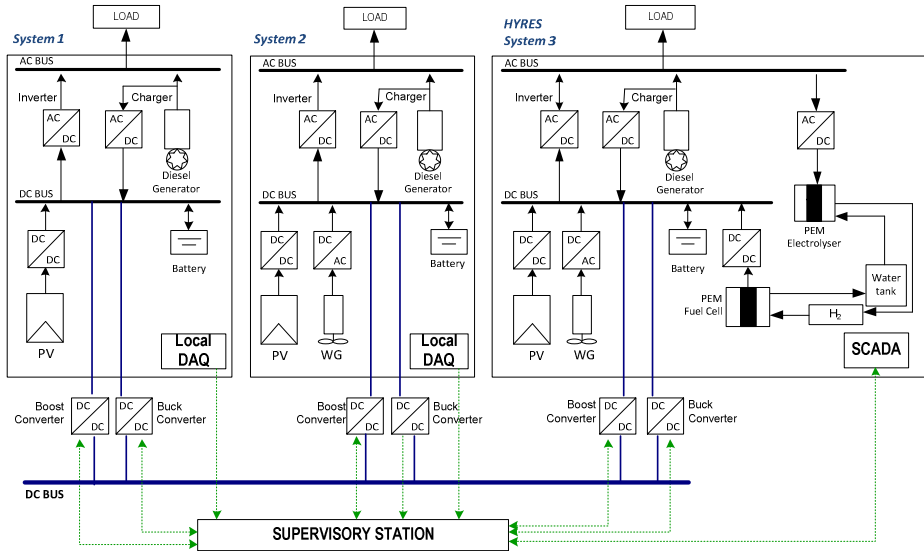 System 1
LOAD
AC BUS
Inverter
Charger
AC
DC
AC
DC
Diesel
Generator
DC BUS
DC
DC
Battery
PV
Local
DAQ
Boost
Converter
DC
DC
DC
DC
Buck
Converter
System 2
LOAD
AC BUS
Inverter
Charger
AC
DC
AC
DC
Diesel
Generator
DC BUS
DC
DC
DC
AC
Battery
PV
WG
Local
DAQ
Boost
Converter
DC
DC
DC
DC
Buck
Converter
HYRES
System 3
LOAD
AC BUS
Inverter
Charger
AC
DC
AC
DC
AC
DC
Diesel
Generator
DC BUS
DC
DC
DC
AC
Battery
DC
DC
PEM
Electrolyser
Water
tank
PEM
Fuel Cell
H2
PV
WG
SCADA
Boost
Converter
DC
DC
DC
DC
Buck
Converter
DC BUS
SUPERVISORY STATION